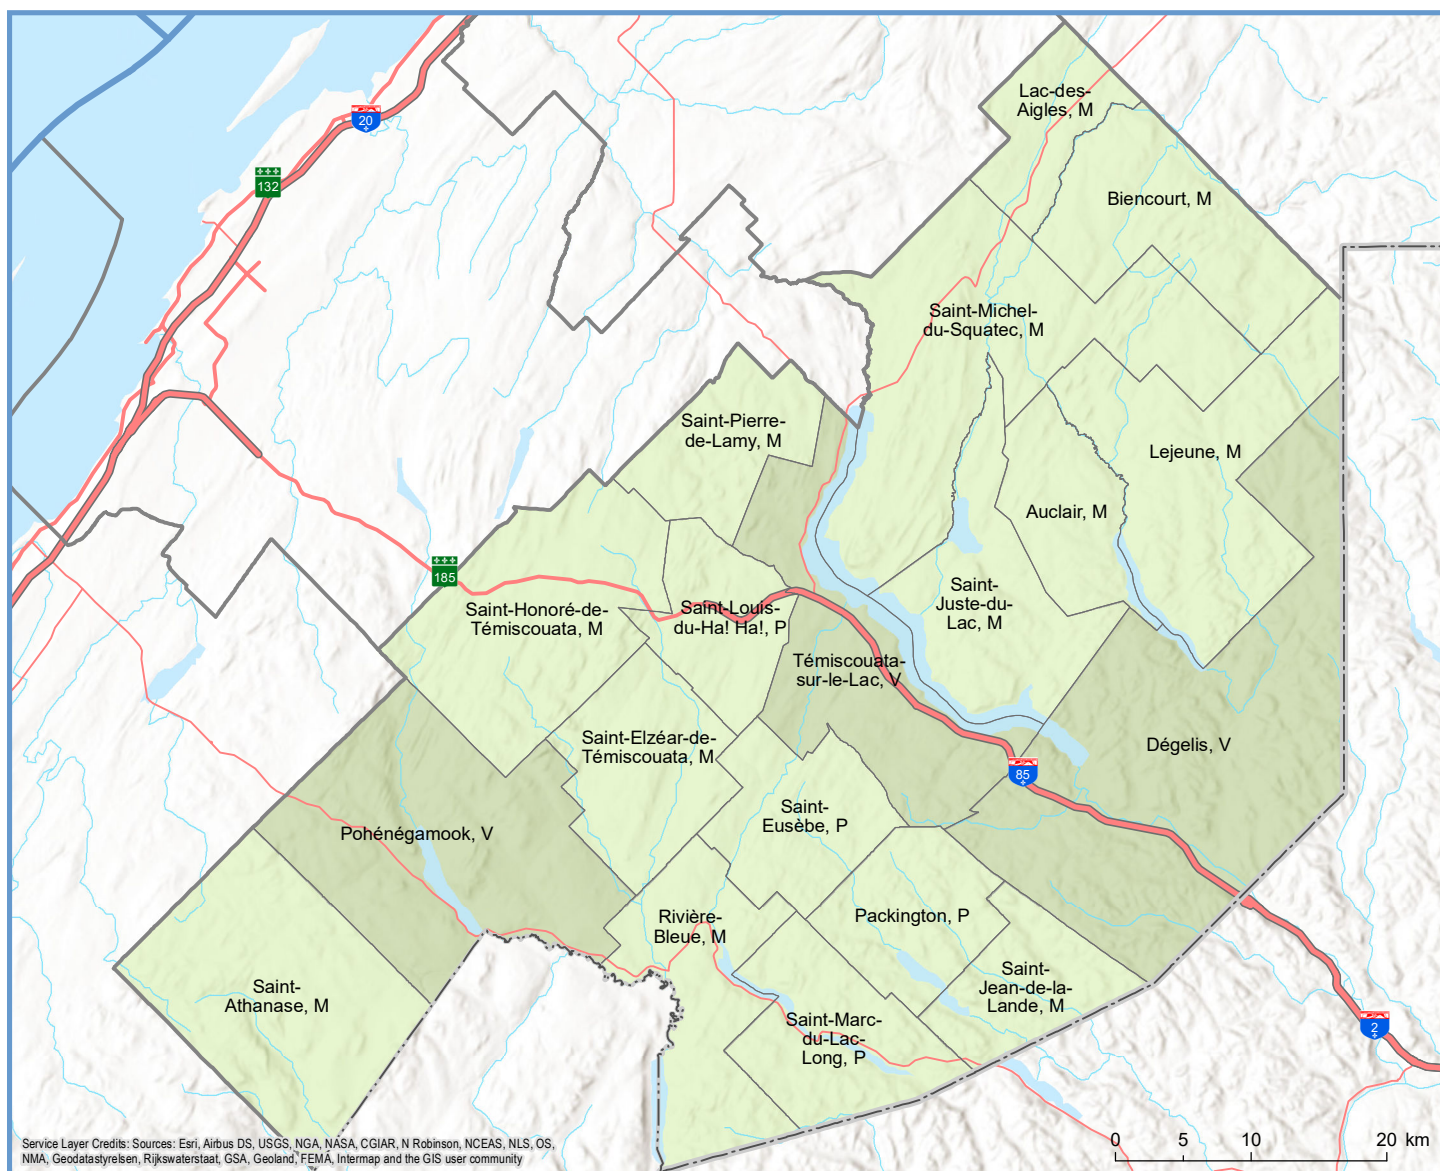 Lac-des-
Aigles, M
20
132
Biencourt, M
Saint-Michel-
du-Squatec, M
Saint-Pierre-
de-Lamy, M
Lejeune, M
Auclair, M
185
Saint-Honoré-de-
Témiscouata, M
Saint-Louis-
du-Ha! Ha!, P
Saint-
Juste-du-
Lac, M
Témiscouata-
sur-le-Lac, V
Saint-Elzéar-de-
Témiscouata, M
Dégelis, V
85
Saint-
Eusèbe, P
Pohénégamook, V
Rivière-
Bleue, M
Packington, P
Saint-
Athanase, M
Saint-
Jean-de-la-
Lande, M
Saint-Marc-
du-Lac-
Long, P
2
Service Layer Credits: Sources: Esri, Airbus DS, USGS, NGA, NASA, CGIAR, N Robinson, NCEAS, NLS, OS,
NMA, Geodatastyrelsen, Rijkswaterstaat, GSA, Geoland, FEMA, Intermap and the GIS user community
0 5 10 20 km